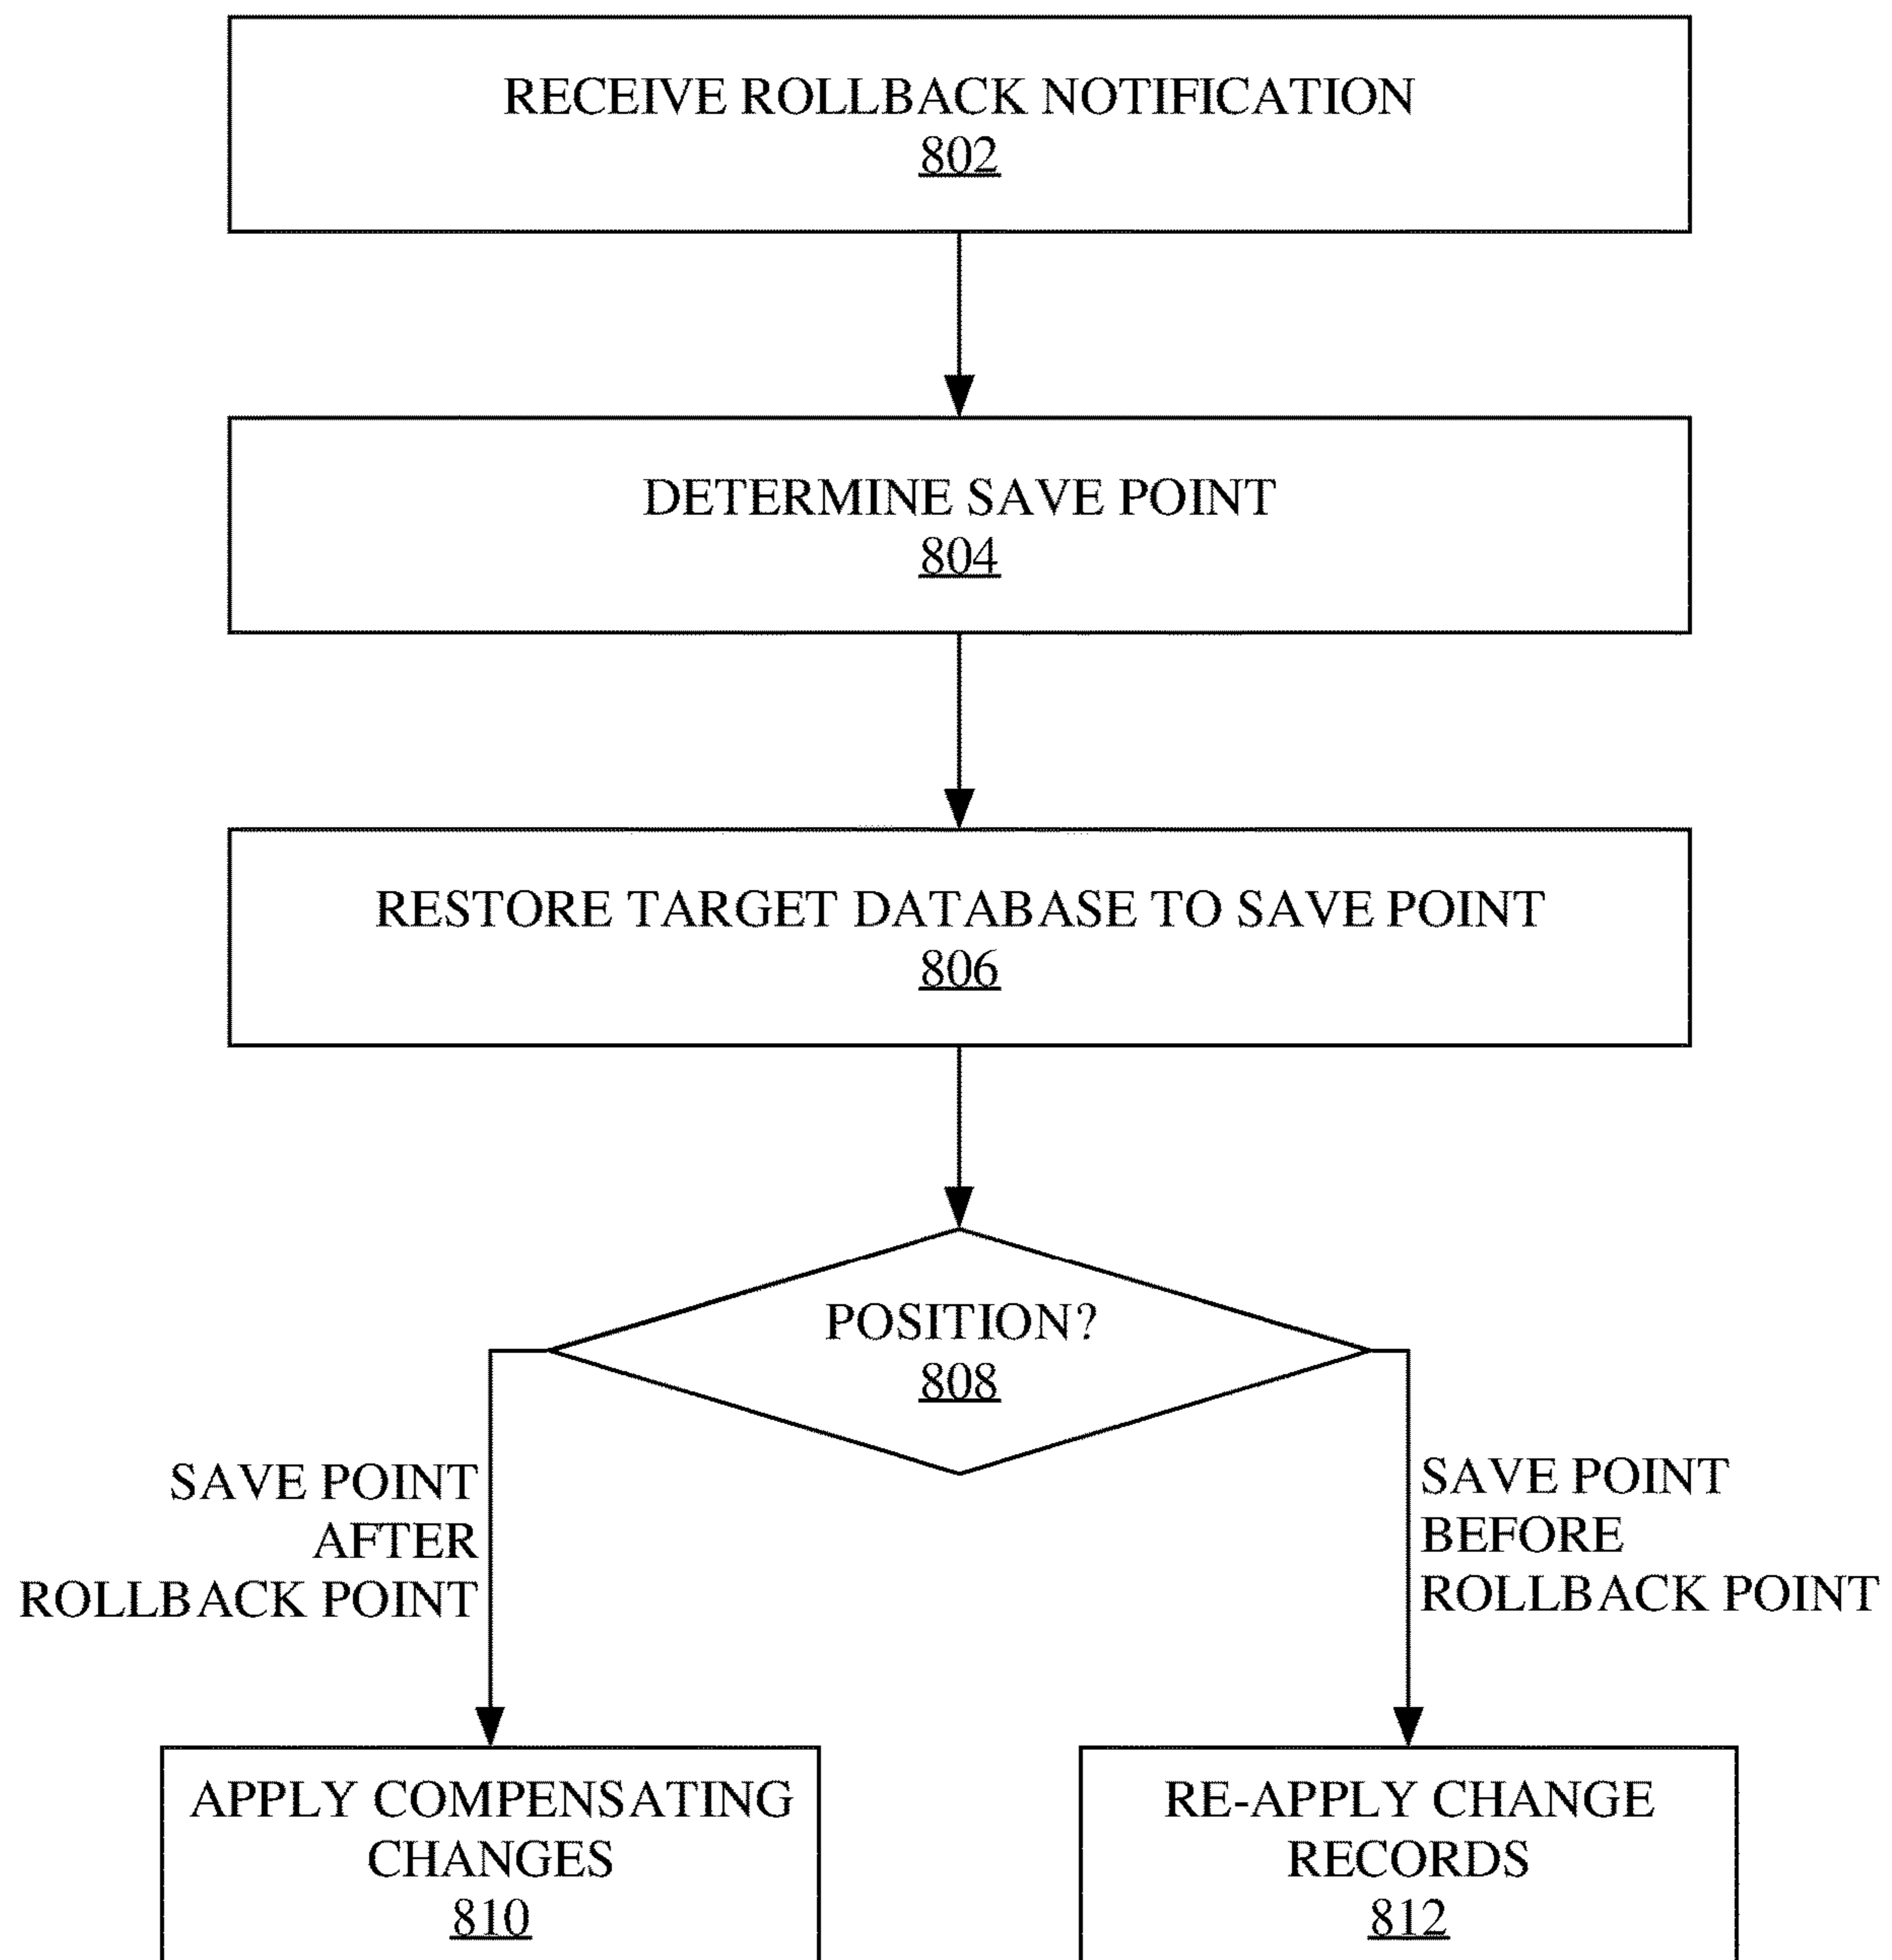 RECEIVE ROLLBACK NOTIFICATION
802
DETERMINE SAVE POINT
804
RESTORE TARGET DATABASE TO SAVE POINT
806
POSITION?
808
SAVE POINT
AFTER
ROLLBACK POINT
SAVE POINT
BEFORE
ROLLBACK POINT
APPLY COMPENSATING
CHANGES
810
RE-APPLY CHANGE
RECORDS
812